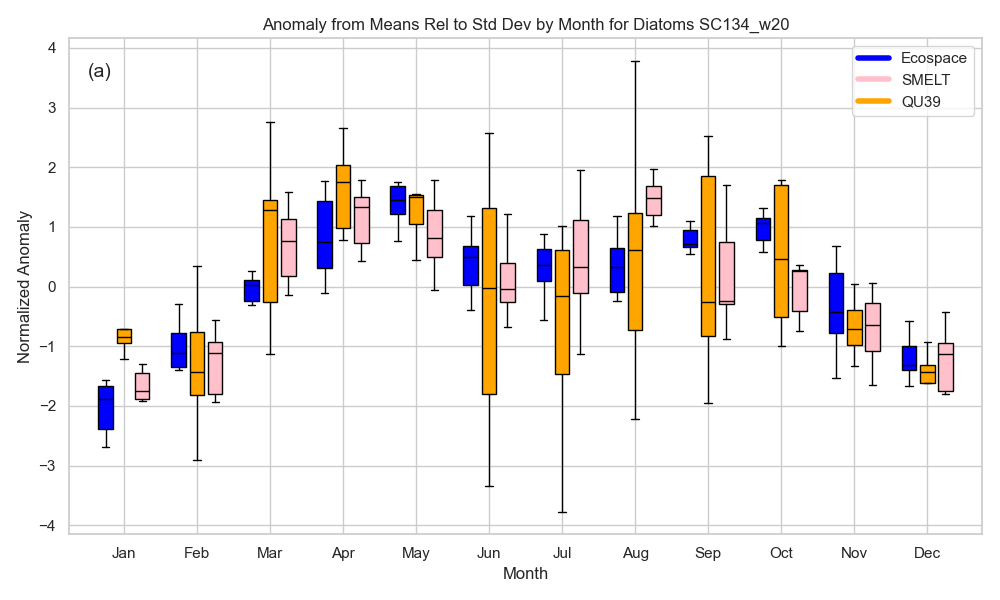 Anomaly from Means Rel to Std Dev by Month for Diatoms SC134_w20
(a)
Ecospace
SMELT
QU39
Normalized Anomaly
4
3
2
1
0
−1
−2
−3
−4
Jan Feb Mar Apr May Jun Jul Aug Sep Oct Nov Dec
Month